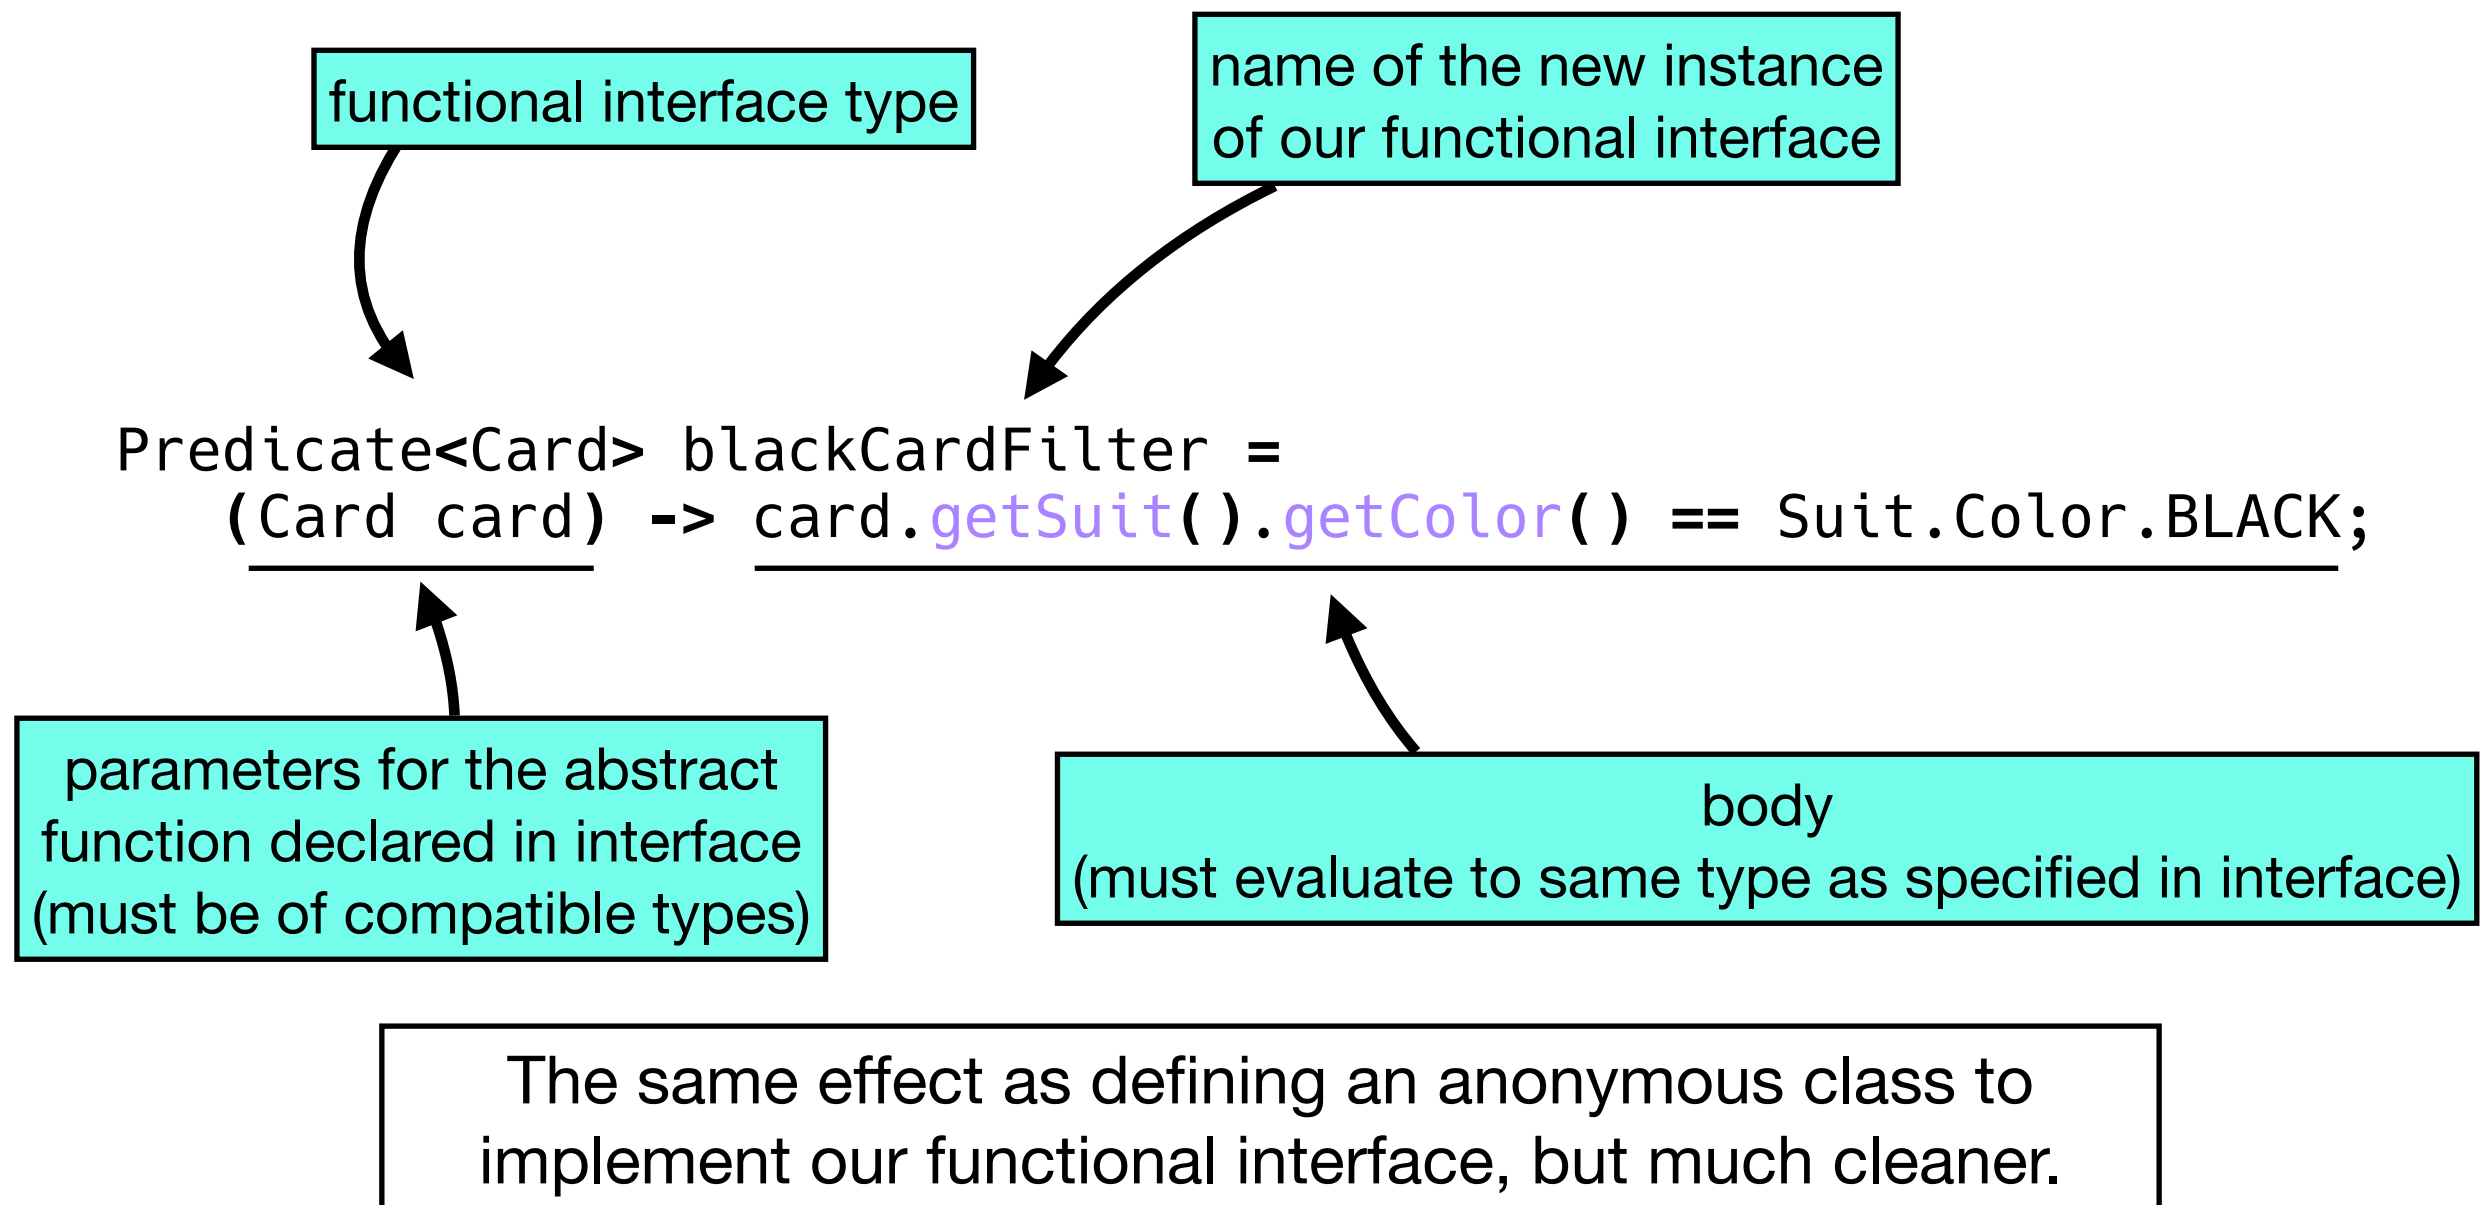 functional interface type
name of the new instance
of our functional interface
Predicate<Card> blackCardFilter =
(Card card) -> card.getSuit().getColor() == Suit.Color.BLACK;
parameters for the abstract
function declared in interface
(must be of compatible types)
body
(must evaluate to same type as specified in interface)
The same effect as defining an anonymous class to
implement our functional interface, but much cleaner.